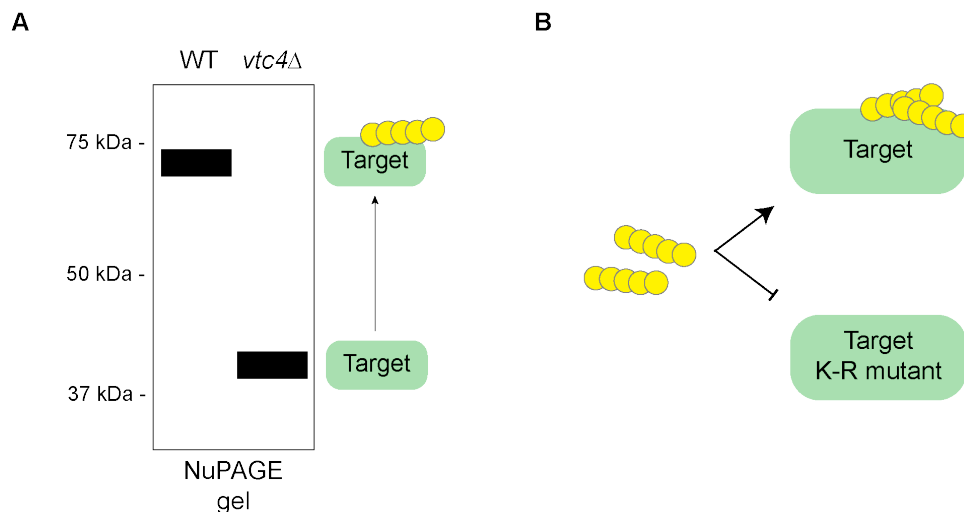 A
WT vtc4Δ
75 kDa -
50 kDa -
37 kDa -
Target
Target
NuPAGE
gel
B
Target
Target
K-R mutant